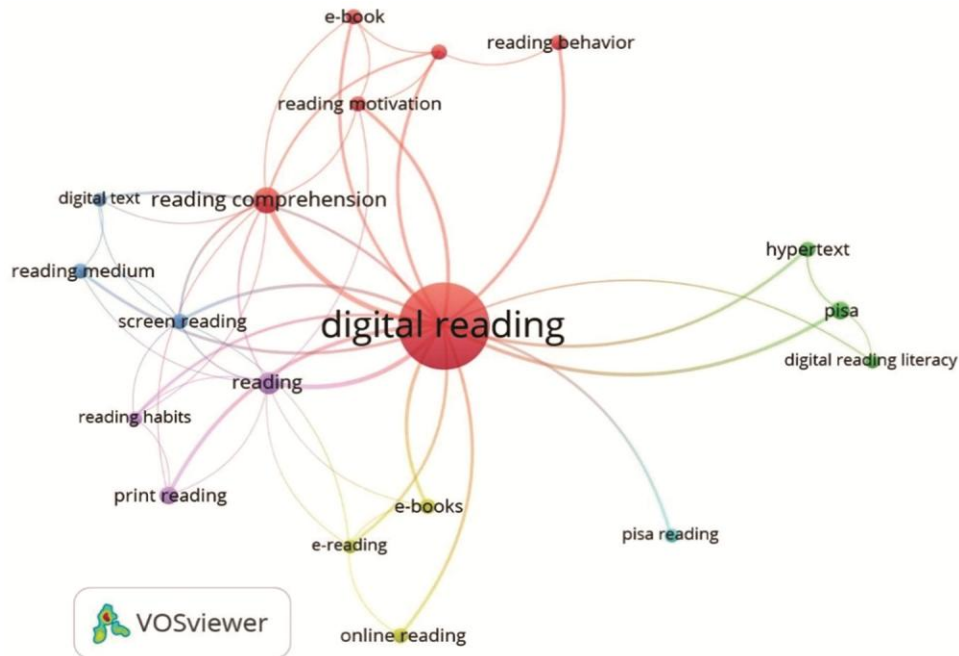 e-book
reading behavior
reading motivation
digital text
reading comprehension
hypertext
reading medium
pisa
screen reading
digital reading
digital reading literacy
reading
reading habits
print reading
e-books
pisa reading
e-reading
VOSviewer
online reading